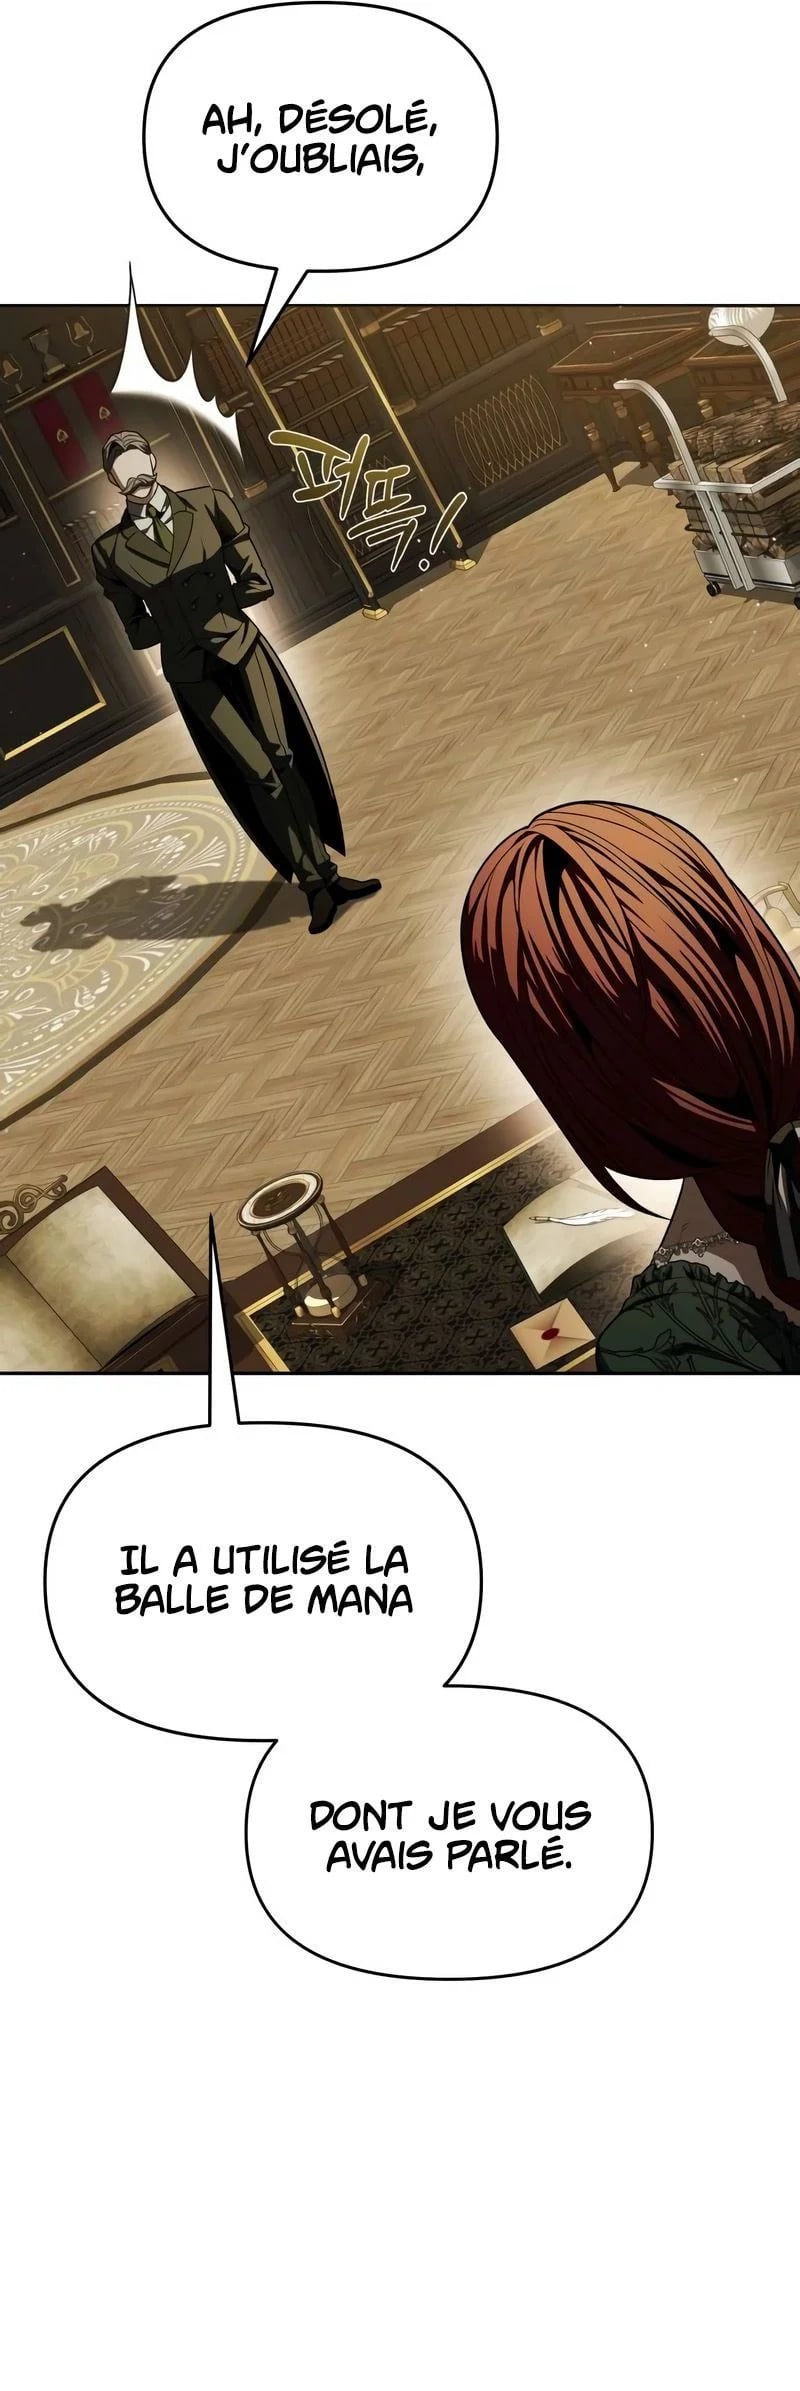 AH, DÉSOLÉ,
J'OUBLIAIS,
퍼뜩!
IL A UTILISÉ LA
BALLE DE MANA
DONT JE VOUS
AVAIS PARLÉ.